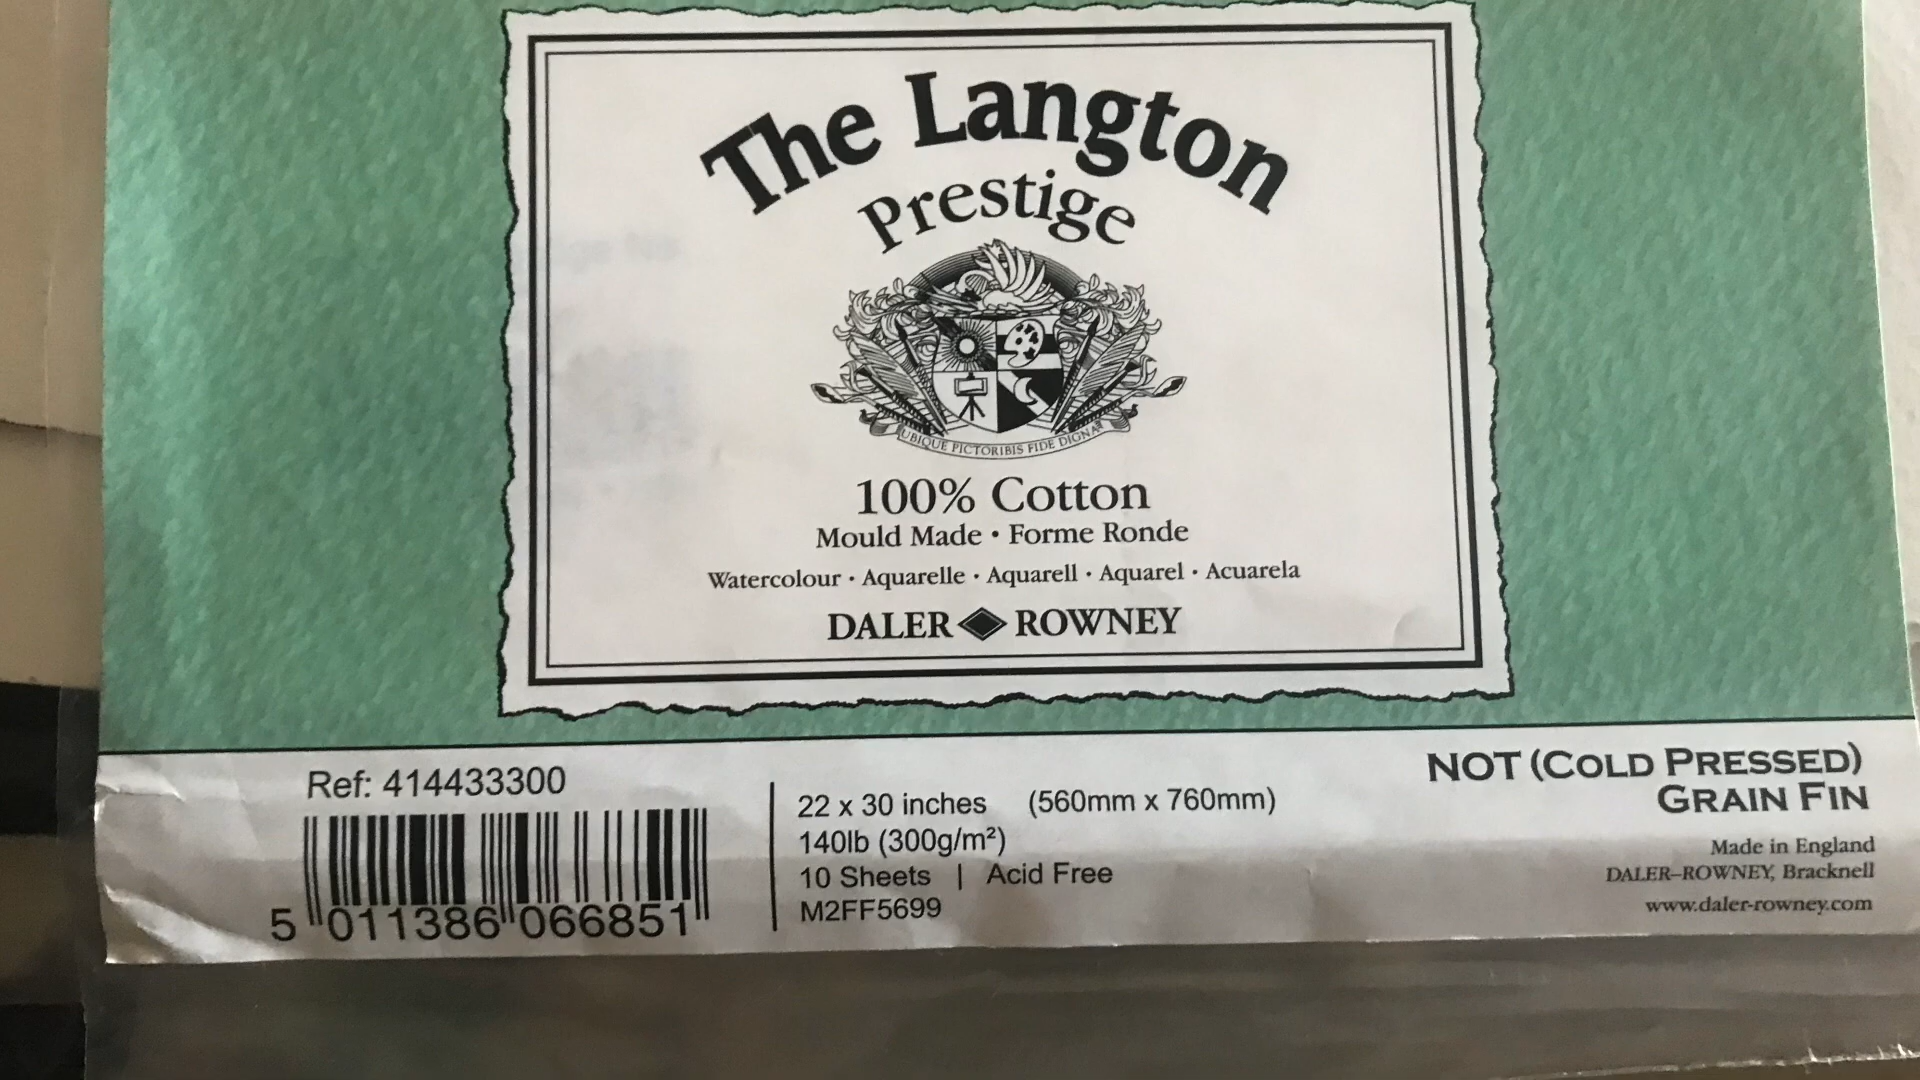 The Langton
Prestige
UBIQUE PICTORIBIS FIDE DIGNA
100% Cotton
Mould Made • Forme Ronde
Watercolour • Aquarelle • Aquarell • Aquarel • Acuarela
DALER ROWNEY
Ref: 414433300
5 011386 066851
22 x 30 inches (560mm x 760mm)
140lb (300g/m²)
10 Sheets | Acid Free
M2FF5699
NOT (COLD PRESSED)
GRAIN FIN
Made in England
DALER–ROWNEY, Bracknell
www.daler-rowney.com